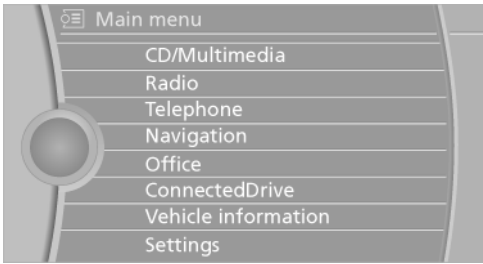 Main menu
CD/Multimedia
Radio
Telephone
Navigation
Office
ConnectedDrive
Vehicle information
Settings